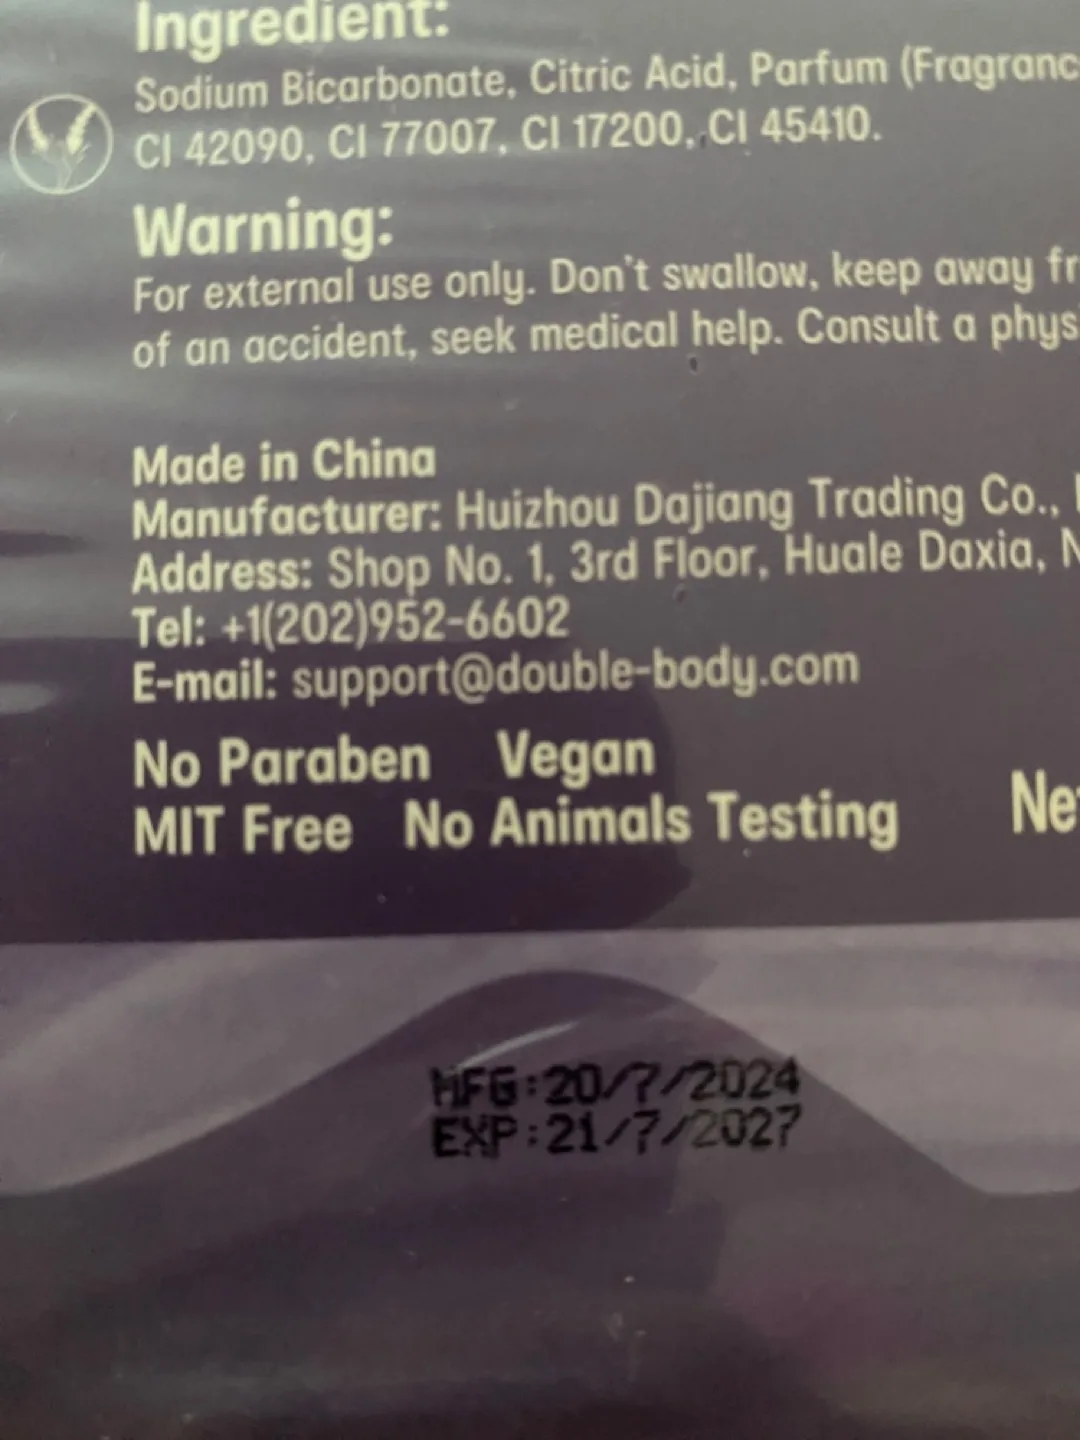 Ingredient:
Sodium Bicarbonate, Citric Acid, Parfum (Fragranc
CI 42090, CI 77007, CI 17200, CI 45410.
Warning:
For external use only. Don't swallow, keep away fr
of an accident, seek medical help. Consult a phys
Made in China
Manufacturer: Huizhou Dajiang Trading Co.,
Address: Shop No. 1, 3rd Floor, Huale Daxia, N
Tel: +1(202)952-6602
E-mail: support@double-body.com
No Paraben Vegan
MIT Free No Animals Testing Ne
MFG:20/7/2024
EXP:21/7/2027